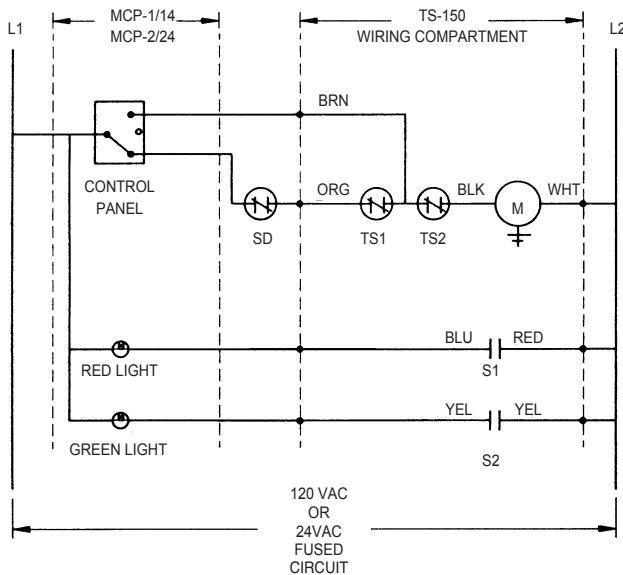 MCP-1/14
MCP-2/24
TS-150
WIRING COMPARTMENT
L1
L2
BRN
CONTROL
PANEL
SD
ORG
TS1
TS2
BLK
M
WHT
RED LIGHT
BLU
RED
S1
GREEN LIGHT
YEL
YEL
S2
120 VAC
OR
24VAC
FUSED
CIRCUIT